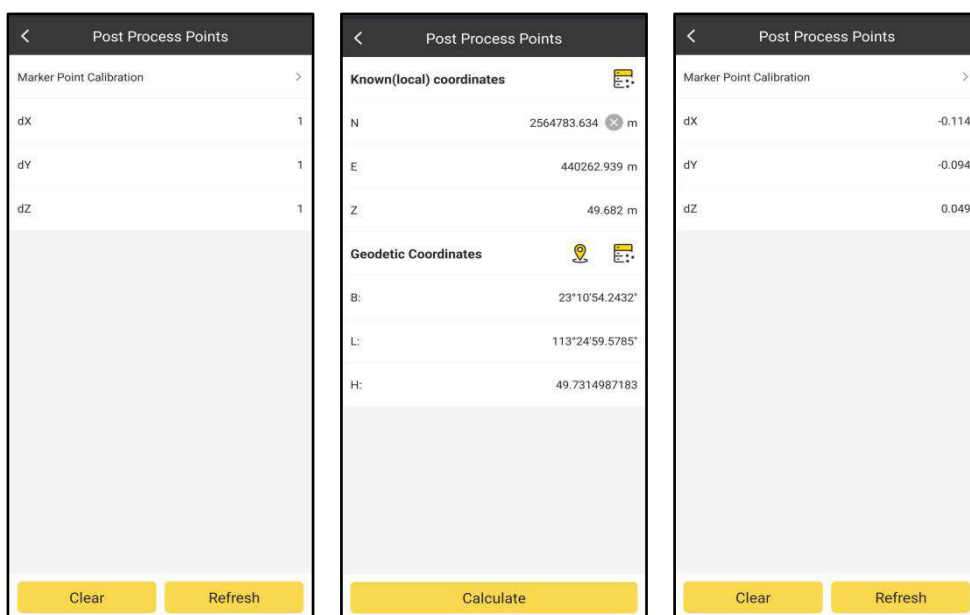 Post Process Points
Marker Point Calibration
dX 1
dY 1
dZ 1
Clear Refresh
Post Process Points
Known(local) coordinates
N 2564783.634 m
E 440262.939 m
Z 49.682 m
Geodetic Coordinates
B: 23°10'54.2432"
L: 113°24'59.5785"
H: 49.7314987183
Calculate
Post Process Points
Marker Point Calibration
dX -0.114
dY -0.094
dZ 0.049
Clear Refresh